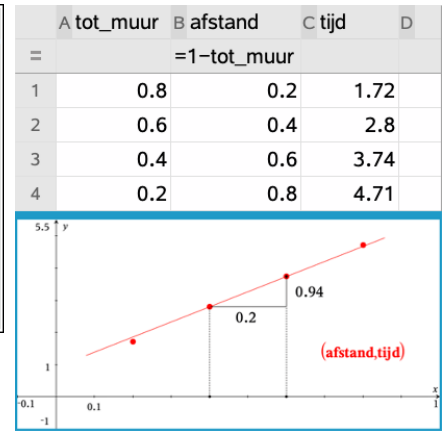 A tot_muur B afstand C tijd D
= =1−tot_muur
1 0.8 0.2 1.72
2 0.6 0.4 2.8
3 0.4 0.6 3.74
4 0.2 0.8 4.71
5.5 y
0.94
0.2
(afstand,tijd)
1
x
-0.1 0.1 1
-1